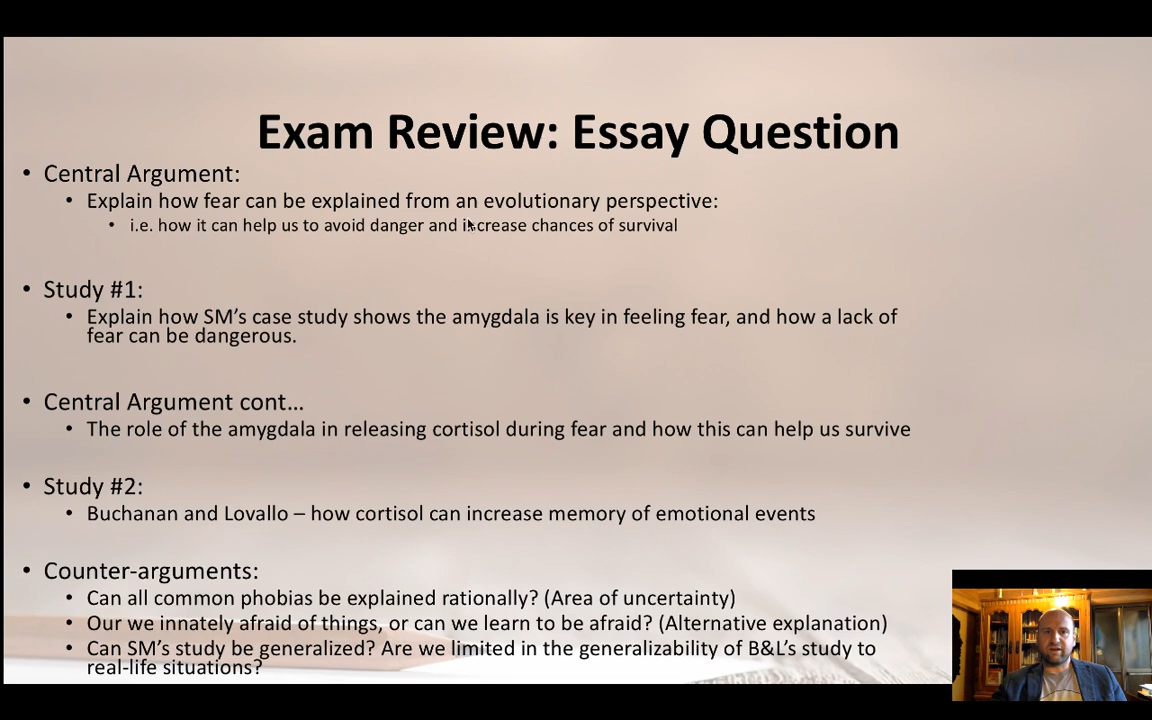 Exam Review: Essay Question
• Central Argument:
• Explain how fear can be explained from an evolutionary perspective:
• i.e. how it can help us to avoid danger and increase chances of survival
• Study #1:
• Explain how SM’s case study shows the amygdala is key in feeling fear, and how a lack of
fear can be dangerous.
• Central Argument cont…
• The role of the amygdala in releasing cortisol during fear and how this can help us survive
• Study #2:
• Buchanan and Lovallo – how cortisol can increase memory of emotional events
• Counter-arguments:
• Can all common phobias be explained rationally? (Area of uncertainty)
• Our we innately afraid of things, or can we learn to be afraid? (Alternative explanation)
• Can SM’s study be generalized? Are we limited in the generalizability of B&L’s study to
real-life situations?